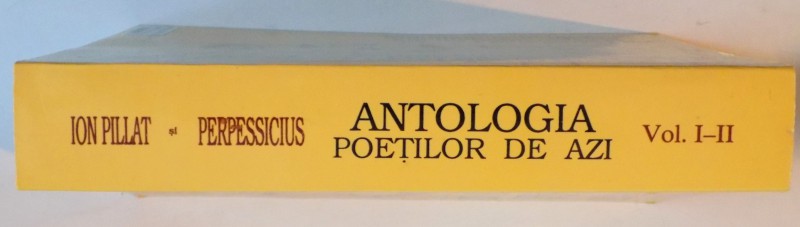 ION PILLAT și PERPESSICIUS
ANTOLOGIA
POEȚILOR DE AZI
Vol. I–II